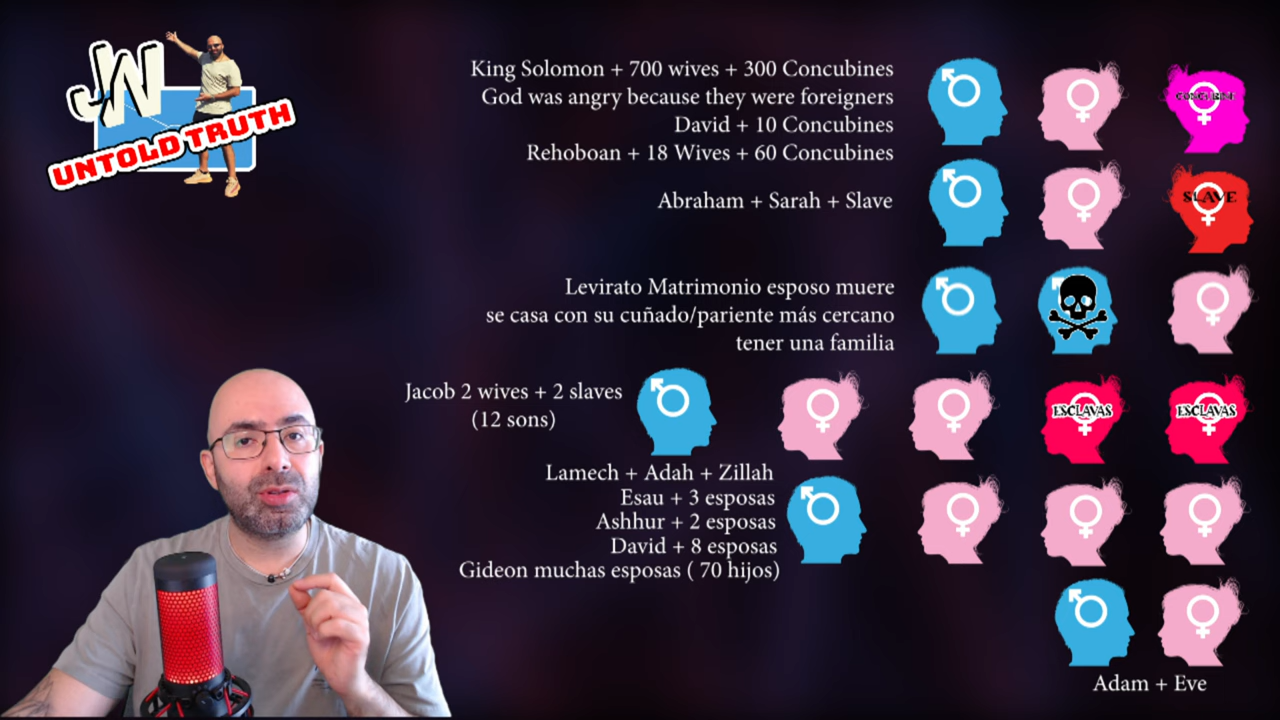 JW
UNTOLD TRUTH
King Solomon + 700 wives + 300 Concubines
God was angry because they were foreigners
David + 10 Concubines
Rehoboan + 18 Wives + 60 Concubines
Abraham + Sarah + Slave
SLAVE
Levirato Matrimonio esposo muere
se casa con su cuñado/pariente más cercano
tener una familia
Jacob 2 wives + 2 slaves
(12 sons)
ESCLAVAS
ESCLAVAS
Lamech + Adah + Zillah
Esau + 3 esposas
Ashhur + 2 esposas
David + 8 esposas
Gideon muchas esposas ( 70 hijos)
Adam + Eve